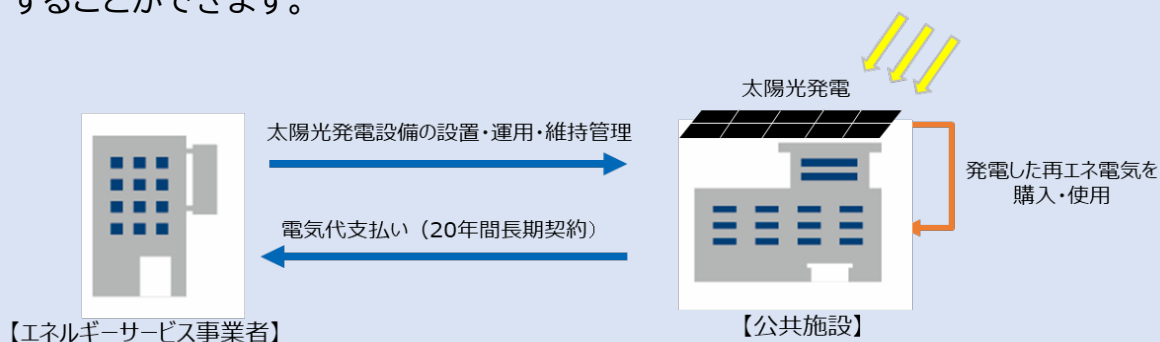 することができます。
太陽光発電
太陽光発電設備の設置・運用・維持管理
発電した再エネ電気を
購入・使用
電気代支払い（20年間長期契約）
【エネルギーサービス事業者】
【公共施設】